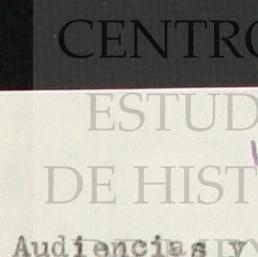 CENTRO
ESTUD
DE HIST
Audiencias y